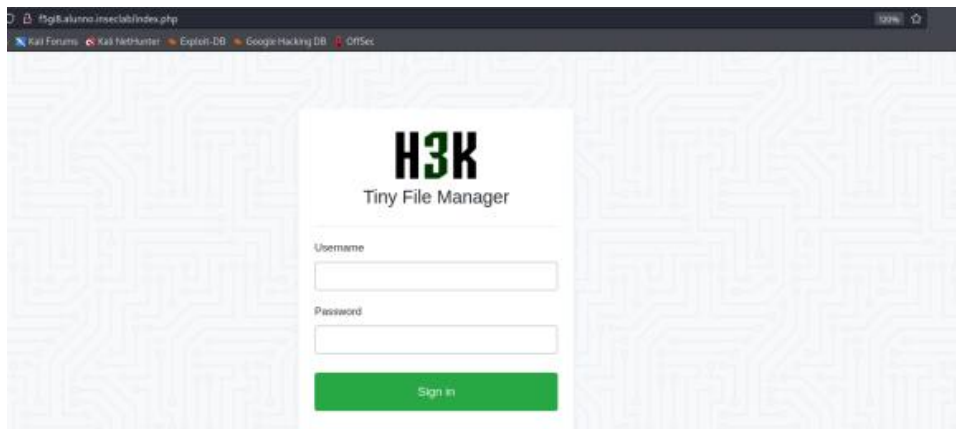 f5gi8.alunno.inseclab/index.php
120%
Kali Forums Kali NetHunter Exploit-DB Google Hacking DB OffSec
H3K
Tiny File Manager
Username
Password
Sign in